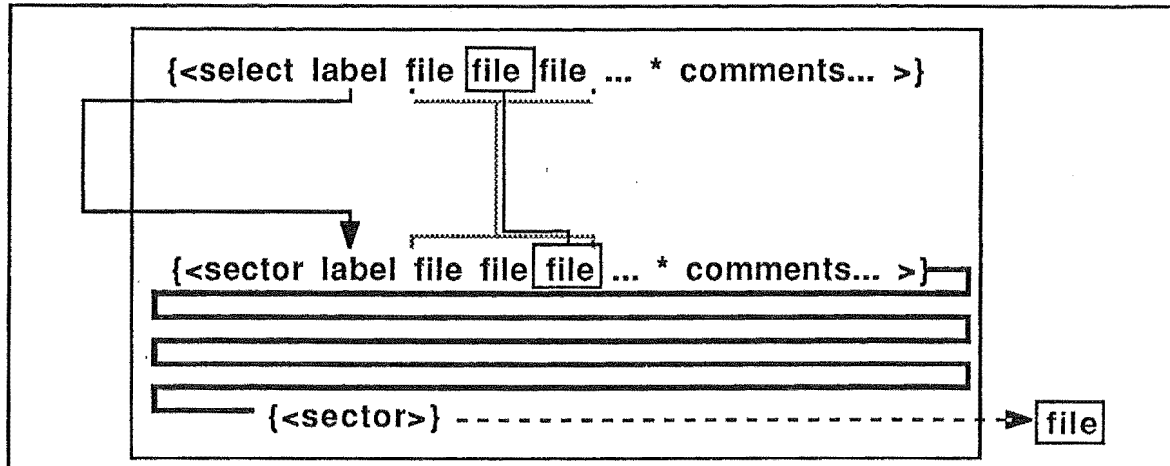 {<select label file file file ... * comments... >}
{<sector label file file file ... * comments... >}
{<sector>}
file